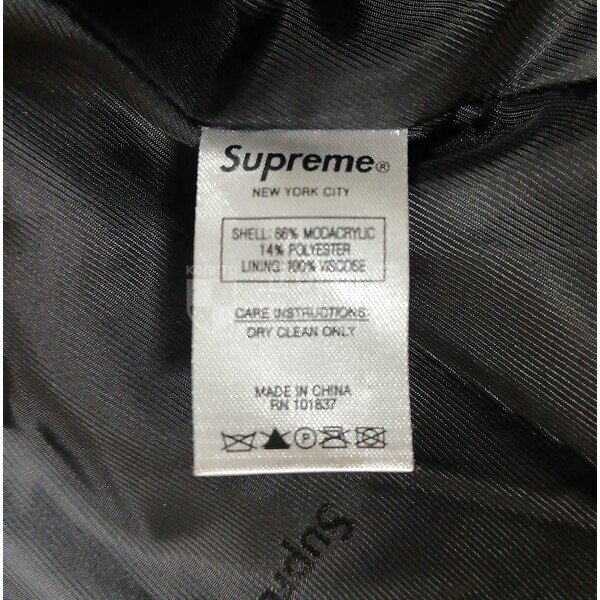 Supreme®
NEW YORK CITY
SHELL: 86% MODACRYLIC
14% POLYESTER
LINING: 100% VISCOSE
CARE INSTRUCTIONS:
DRY CLEAN ONLY
MADE IN CHINA
RN 101837
P
Supre